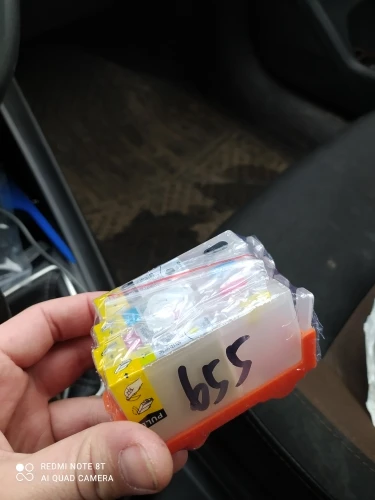 655
PULL
REDMI NOTE 8T
AI QUAD CAMERA